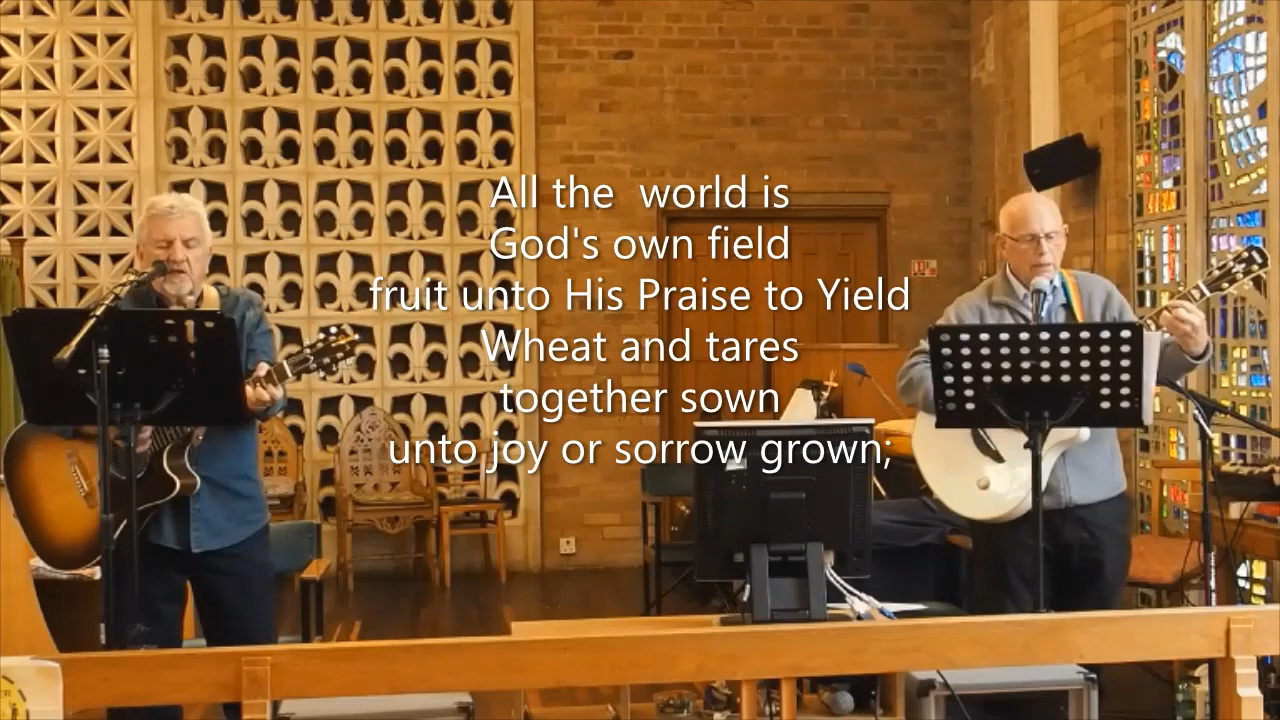 All the  world is
God's own field
fruit unto His Praise to Yield
Wheat and tares
together sown
unto joy or sorrow grown;